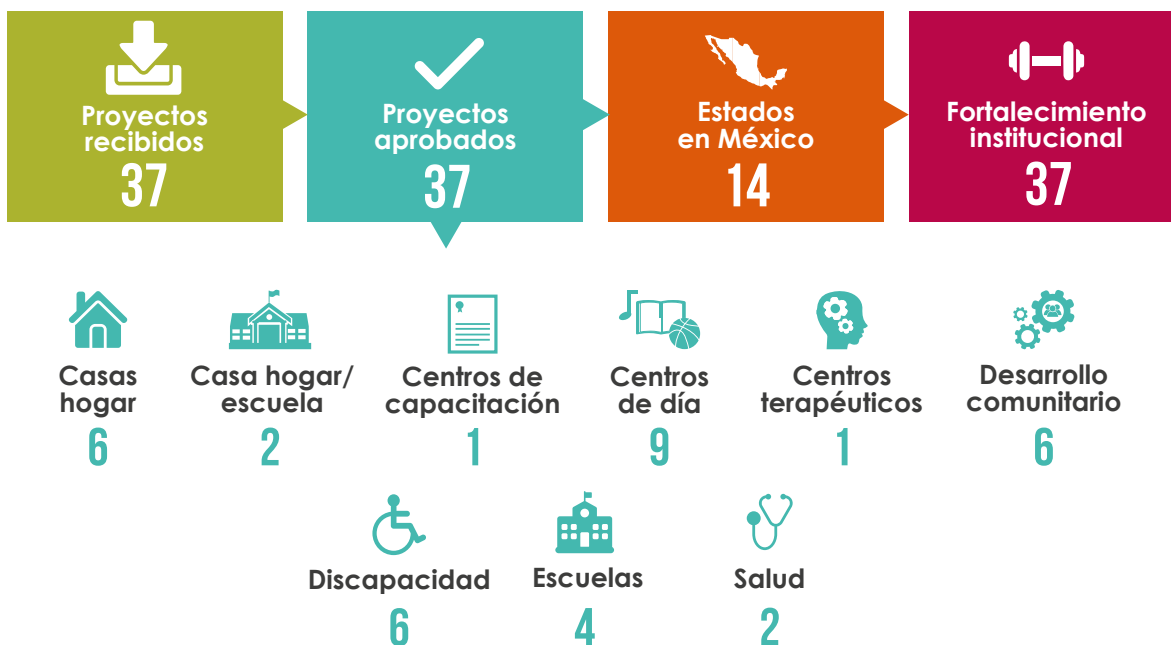 Proyectos
recibidos
37
Proyectos
aprobados
37
Estados
en México
14
Fortalecimiento
institucional
37
Casas
hogar
6
Casa hogar/
escuela
2
Centros de
capacitación
1
Centros
de día
9
Centros
terapéuticos
1
Desarrollo
comunitario
6
Discapacidad
6
Escuelas
4
Salud
2